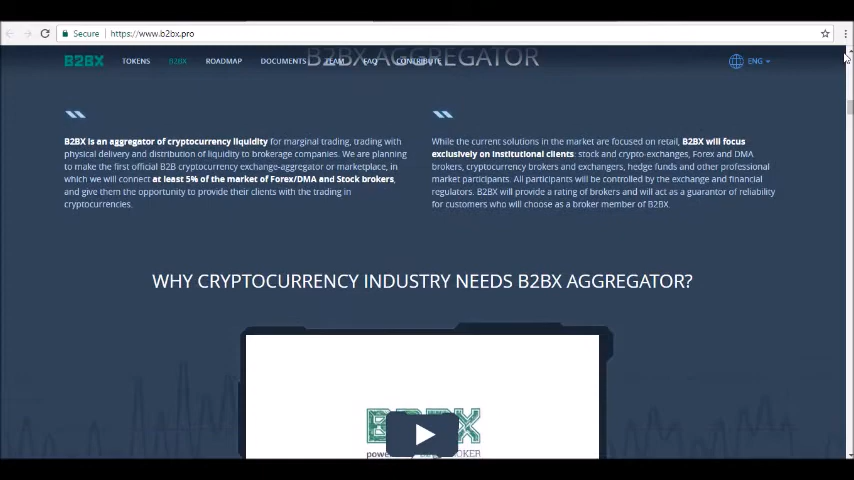 Secure https://www.b2bx.pro
B2BX AGGREGATOR
B2BX TOKENS B2BX ROADMAP DOCUMENTS TEAM FAQ CONTRIBUTE ENG
B2BX is an aggregator of cryptocurrency liquidity for marginal trading, trading with
physical delivery and distribution of liquidity to brokerage companies. We are planning
to make the first official B2B cryptocurrency exchange-aggregator or marketplace, in
which we will connect at least 5% of the market of Forex/DMA and Stock brokers,
and give them the opportunity to provide their clients with the trading in
cryptocurrencies.
While the current solutions in the market are focused on retail, B2BX will focus
exclusively on institutional clients: stock and crypto-exchanges, Forex and DMA
brokers, cryptocurrency brokers and exchangers, hedge funds and other professional
market participants. All participants will be controlled by the exchange and financial
regulators. B2BX will provide a rating of brokers and will act as a guarantor of reliability
for customers who will choose as a broker member of B2BX.
WHY CRYPTOCURRENCY INDUSTRY NEEDS B2BX AGGREGATOR?
B2BX